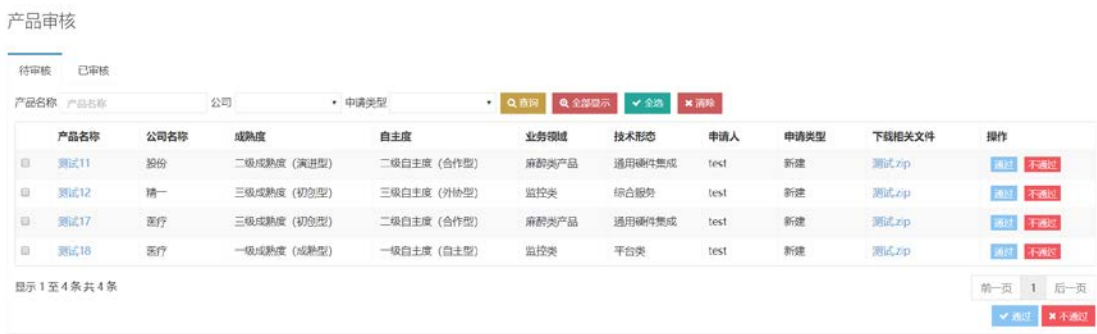 产品审核
待审核 已审核
产品名称 产品名称 公司 申请类型 查询 全部显示 全选 清除
产品名称 公司名称 成熟度 自主度 业务领域 技术形态 申请人 申请类型 下载相关文件 操作
测试11 股份 二级成熟度（演进型） 二级自主度（合作型） 麻醉类产品 通用硬件集成 test 新建 测试.zip 通过 不通过
测试12 精一 三级成熟度（初创型） 三级自主度（外协型） 监控类 综合服务 test 新建 测试.zip 通过 不通过
测试17 医疗 三级成熟度（初创型） 二级自主度（合作型） 麻醉类产品 通用硬件集成 test 新建 测试.zip 通过 不通过
测试18 医疗 一级成熟度（成熟型） 一级自主度（自主型） 监控类 平台类 test 新建 测试.zip 通过 不通过
显示 1 至 4 条 共 4 条 前一页 1 后一页
通过 不通过